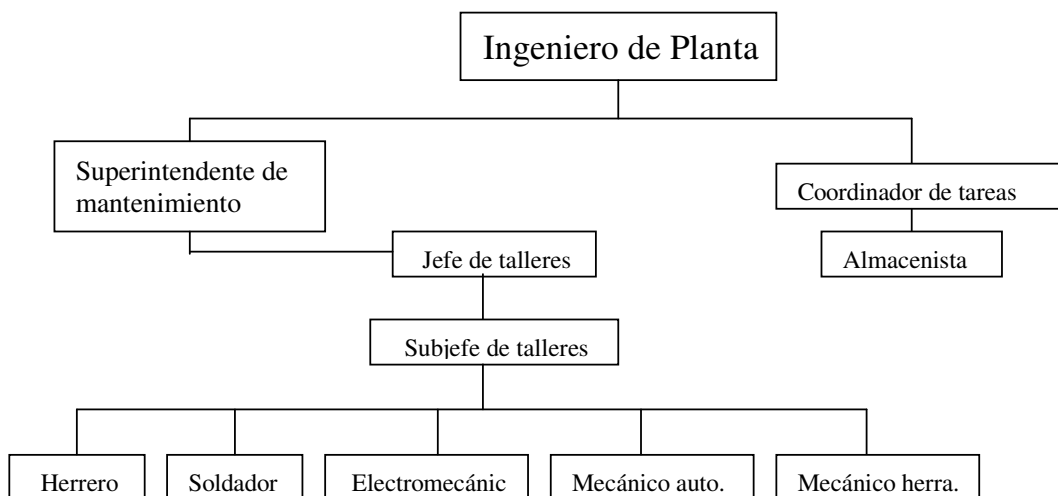 Ingeniero de Planta
Superintendente de
mantenimiento
Coordinador de tareas
Jefe de talleres
Almacenista
Subjefe de talleres
Herrero
Soldador
Electromecánic
Mecánico auto.
Mecánico herra.